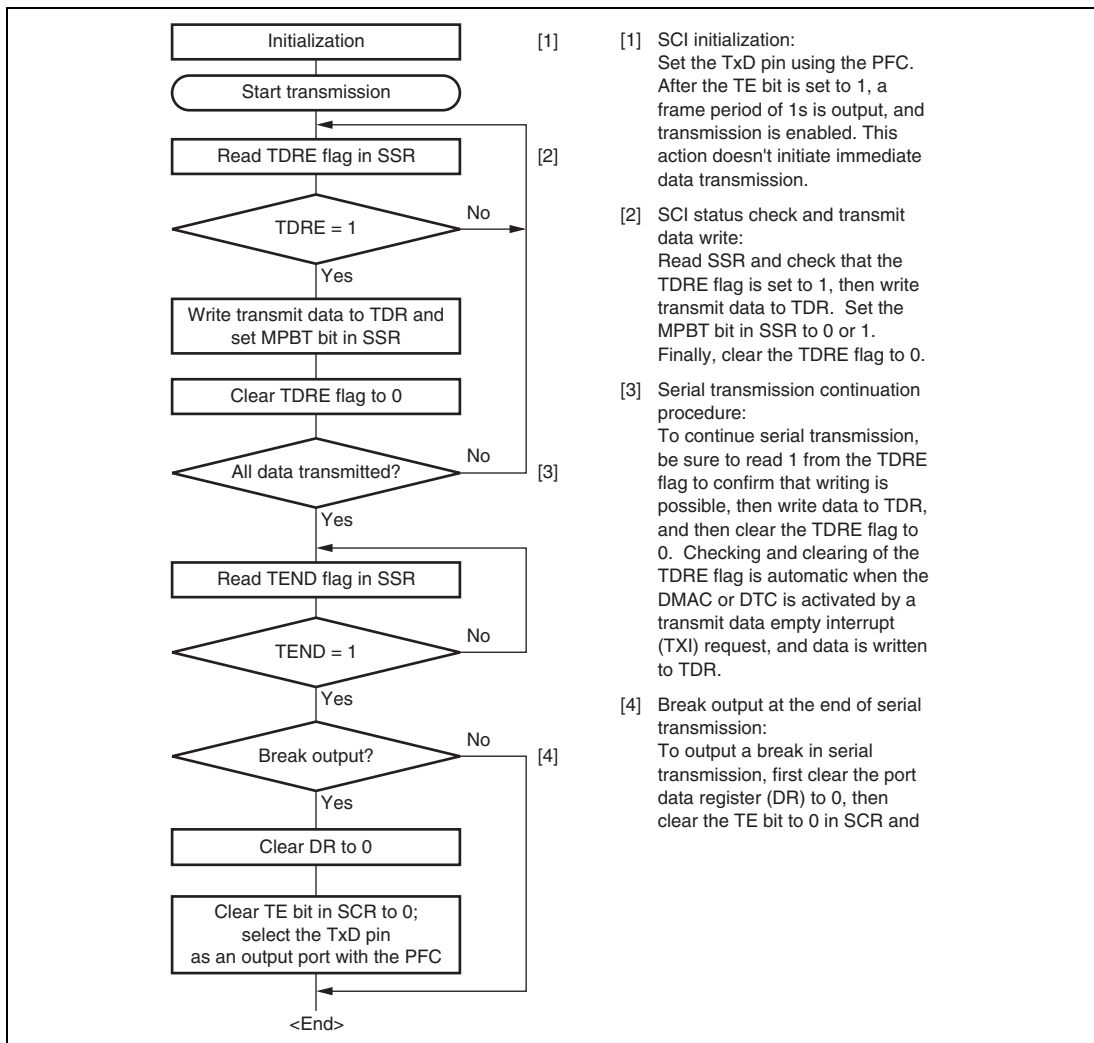 Initialization
[1]
Start transmission
Read TDRE flag in SSR
[2]
TDRE = 1
No
Yes
Write transmit data to TDR and
set MPBT bit in SSR
Clear TDRE flag to 0
All data transmitted?
No
[3]
Yes
Read TEND flag in SSR
TEND = 1
No
Yes
Break output?
No
[4]
Yes
Clear DR to 0
Clear TE bit in SCR to 0;
select the TxD pin
as an output port with the PFC
<End>
[1] SCI initialization:
Set the TxD pin using the PFC.
After the TE bit is set to 1, a
frame period of 1s is output, and
transmission is enabled. This
action doesn't initiate immediate
data transmission.
[2] SCI status check and transmit
data write:
Read SSR and check that the
TDRE flag is set to 1, then write
transmit data to TDR. Set the
MPBT bit in SSR to 0 or 1.
Finally, clear the TDRE flag to 0.
[3] Serial transmission continuation
procedure:
To continue serial transmission,
be sure to read 1 from the TDRE
flag to confirm that writing is
possible, then write data to TDR,
and then clear the TDRE flag to
0. Checking and clearing of the
TDRE flag is automatic when the
DMAC or DTC is activated by a
transmit data empty interrupt
(TXI) request, and data is written
to TDR.
[4] Break output at the end of serial
transmission:
To output a break in serial
transmission, first clear the port
data register (DR) to 0, then
clear the TE bit to 0 in SCR and